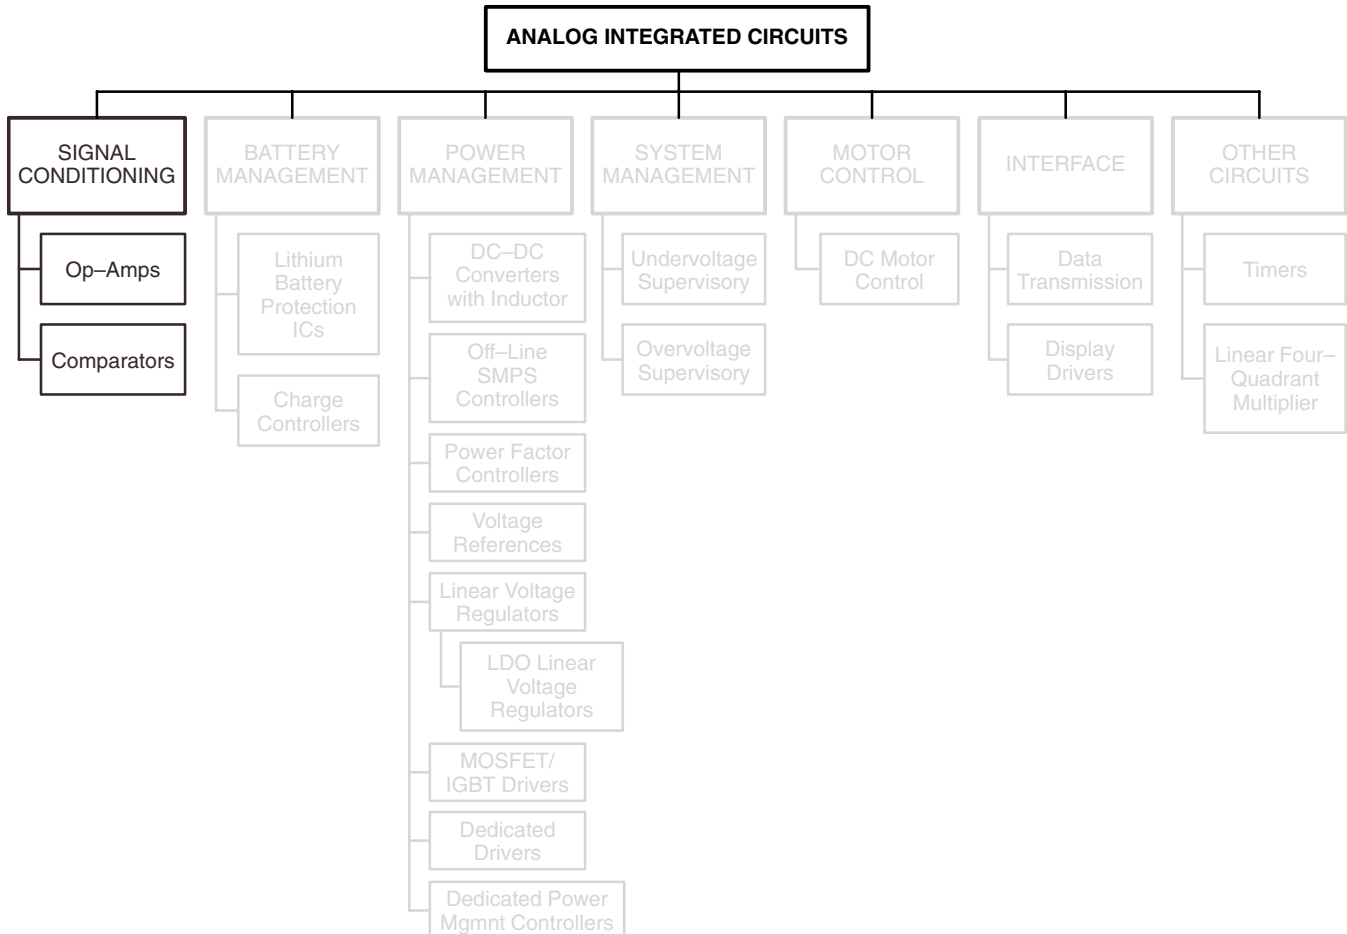 ANALOG INTEGRATED CIRCUITS
SIGNAL
CONDITIONING
Op–Amps
Comparators
BATTERY
MANAGEMENT
Lithium
Battery
Protection
ICs
Charge
Controllers
POWER
MANAGEMENT
DC–DC
Converters
with Inductor
Off–Line
SMPS
Controllers
Power Factor
Controllers
Voltage
References
Linear Voltage
Regulators
LDO Linear
Voltage
Regulators
MOSFET/
IGBT Drivers
Dedicated
Drivers
Dedicated Power
Mgmnt Controllers
SYSTEM
MANAGEMENT
Undervoltage
Supervisory
Overvoltage
Supervisory
MOTOR
CONTROL
DC Motor
Control
INTERFACE
Data
Transmission
Display
Drivers
OTHER
CIRCUITS
Timers
Linear Four–
Quadrant
Multiplier